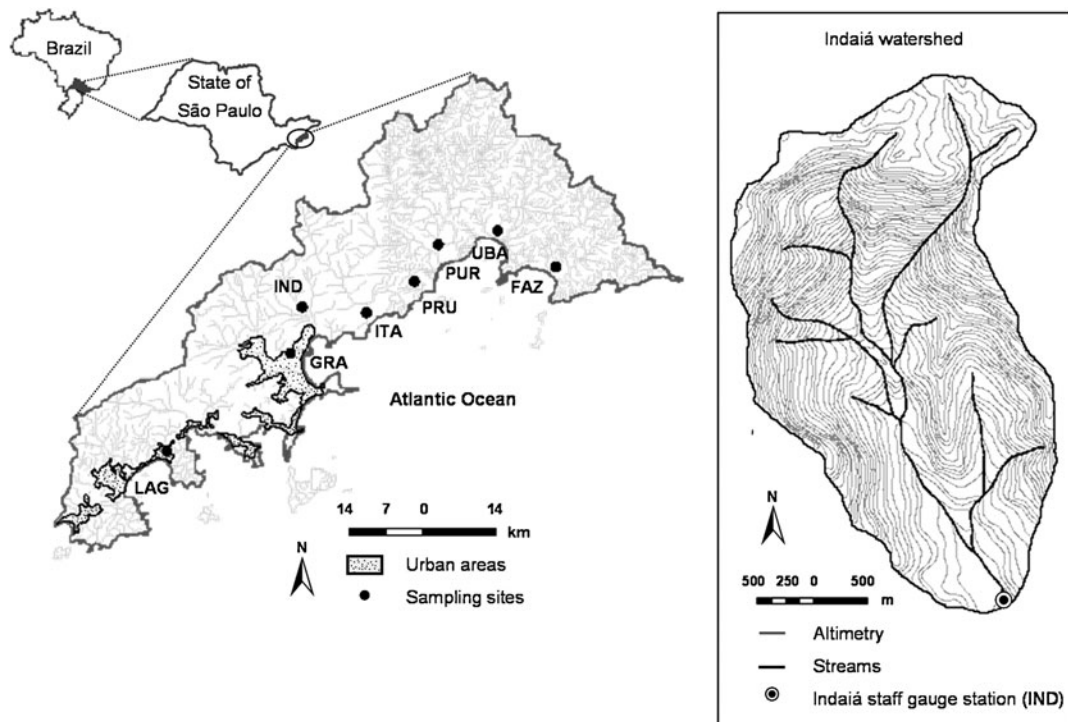 Brazil
State of
São Paulo
IND
UBA
PUR
FAZ
PRU
ITA
GRA
Atlantic Ocean
LAG
14 7 0 14
km
N
Urban areas
Sampling sites
Indaiá watershed
N
500 250 0 500
m
Altimetry
Streams
Indaiá staff gauge station (IND)